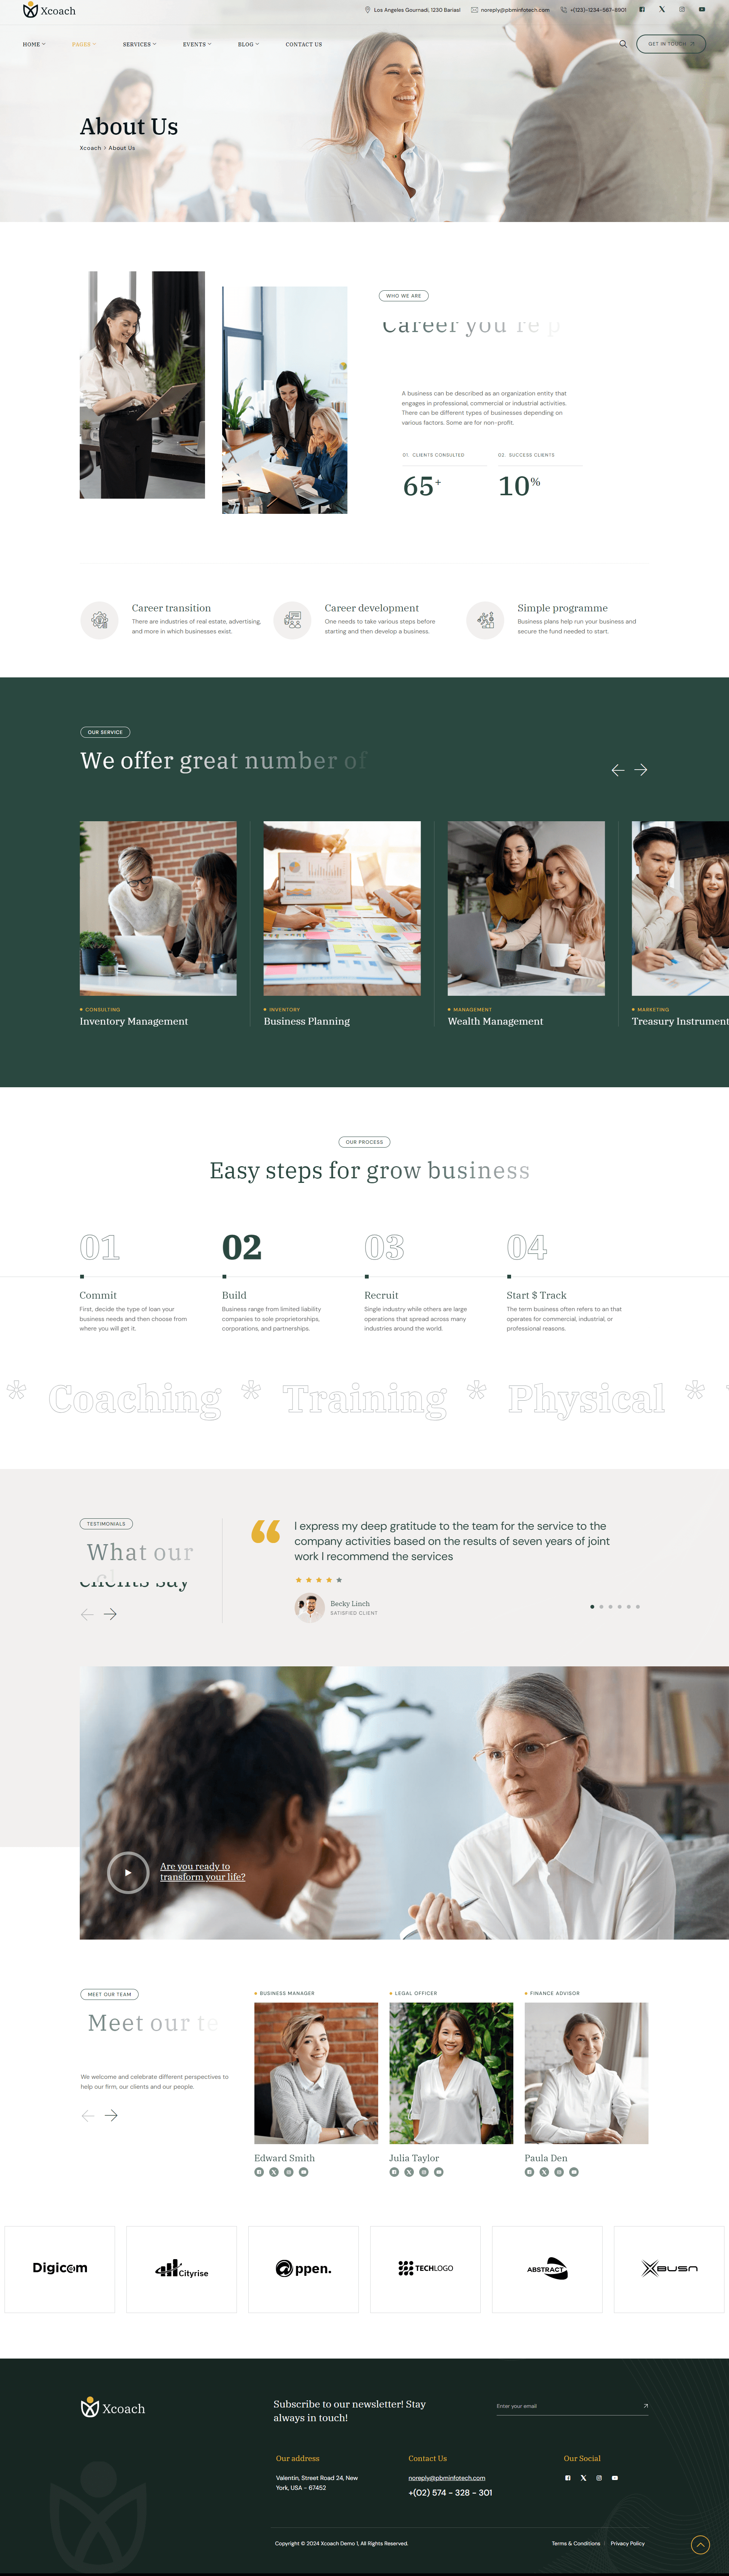 Xcoach
Los Angeles Gournadi, 1230 Bariasl
noreply@pbminfotech.com
+(123)-1234-567-8901
HOME
PAGES
SERVICES
EVENTS
BLOG
CONTACT US
GET IN TOUCH
About Us
Xcoach > About Us
WHO WE ARE
Career you're p
A business can be described as an organization entity that
engages in professional, commercial or industrial activities.
There can be different types of businesses depending on
various factors. Some are for non-profit.
01. CLIENTS CONSULTED
65+
02. SUCCESS CLIENTS
10%
Career transition
There are industries of real estate, advertising,
and more in which businesses exist.
Career development
One needs to take various steps before
starting and then develop a business.
Simple programme
Business plans help run your business and
secure the fund needed to start.
OUR SERVICE
We offer great number of
CONSULTING
Inventory Management
INVENTORY
Business Planning
MANAGEMENT
Wealth Management
MARKETING
Treasury Instrument
OUR PROCESS
Easy steps for grow business
01
Commit
First, decide the type of loan your
business needs and then choose from
where you will get it.
02
Build
Business range from limited liability
companies to sole proprietorships,
corporations, and partnerships.
03
Recruit
Single industry while others are large
operations that spread across many
industries around the world.
04
Start $ Track
The term business often refers to an that
operates for commercial, industrial, or
professional reasons.
* Coaching * Training * Physical *
TESTIMONIALS
What our
clients say
I express my deep gratitude to the team for the service to the
company activities based on the results of seven years of joint
work I recommend the services
Becky Linch
SATISFIED CLIENT
Are you ready to
transform your life?
MEET OUR TEAM
Meet our te
We welcome and celebrate different perspectives to
help our firm, our clients and our people.
BUSINESS MANAGER
Edward Smith
LEGAL OFFICER
Julia Taylor
FINANCE ADVISOR
Paula Den
Digicom
Cityrise
Appen.
TECHLOGO
ABSTRACT
XBUSN
Xcoach
Subscribe to our newsletter! Stay
always in touch!
Enter your email
Our address
Valentin, Street Road 24, New
York, USA - 67452
Contact Us
noreply@pbminfotech.com
+(02) 574 - 328 - 301
Our Social
Copyright © 2024 Xcoach Demo 1, All Rights Reserved.
Terms & Conditions
Privacy Policy